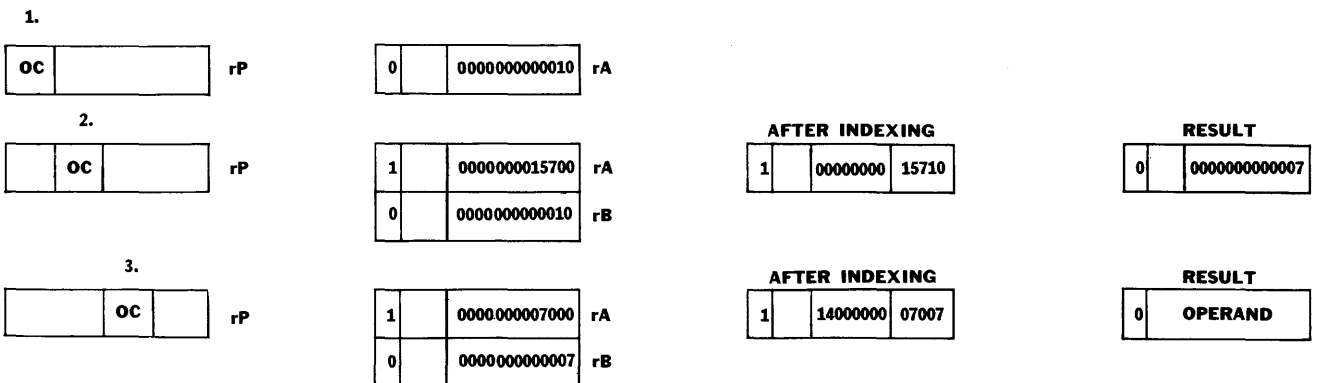 1.
OC rP 0 0000000000010 rA
2.
AFTER INDEXING RESULT
OC rP 1 0000000015700 rA 1 00000000 15710 0 0000000000007
0 0000000000010 rB
3.
AFTER INDEXING RESULT
OC rP 1 0000000007000 rA 1 14000000 07007 0 OPERAND
0 0000000000007 rB